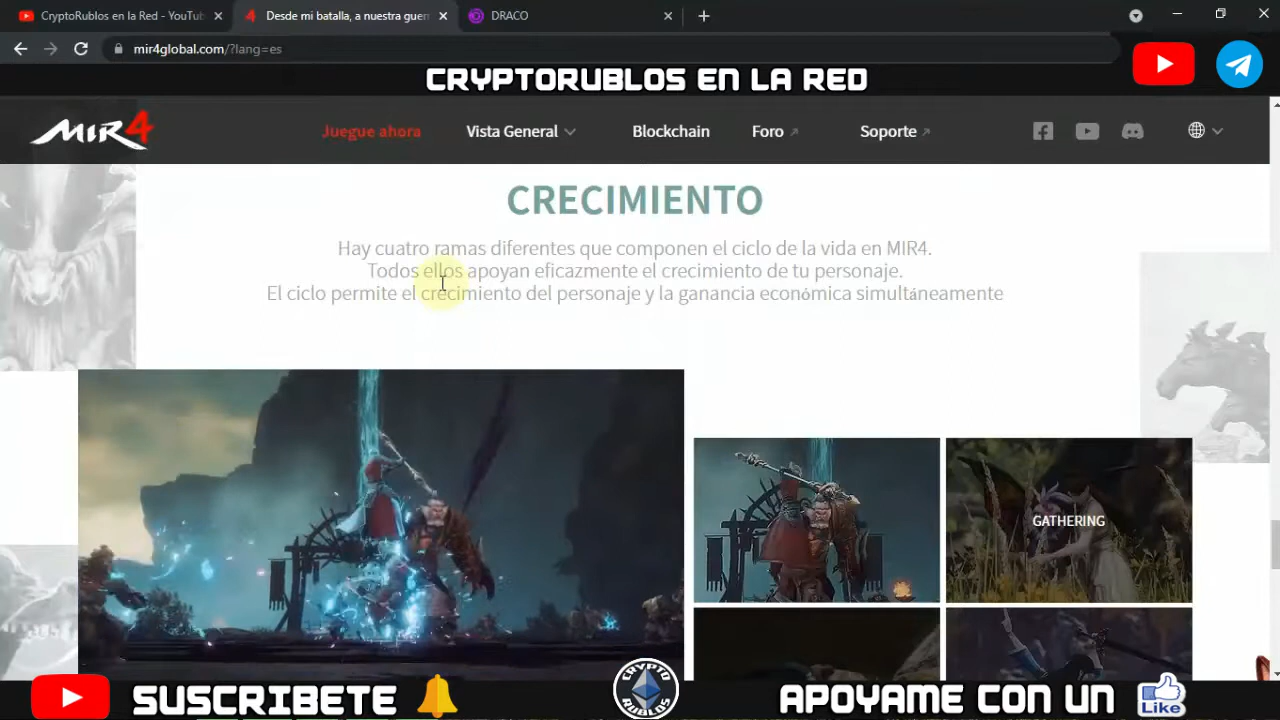 CryptoRublos en la Red - YouTub
Desde mi batalla, a nuestra guer
DRACO
mir4global.com/?lang=es
CRYPTORUBLOS EN LA RED
MIR4
Juegue ahora
Vista General
Blockchain
Foro
Soporte
CRECIMIENTO
Hay cuatro ramas diferentes que componen el ciclo de la vida en MIR4.
Todos ellos apoyan eficazmente el crecimiento de tu personaje.
El ciclo permite el crecimiento del personaje y la ganancia económica simultáneamente
GATHERING
SUSCRIBETE
CRYPTO
RUBLOS
APOYAME CON UN
Like